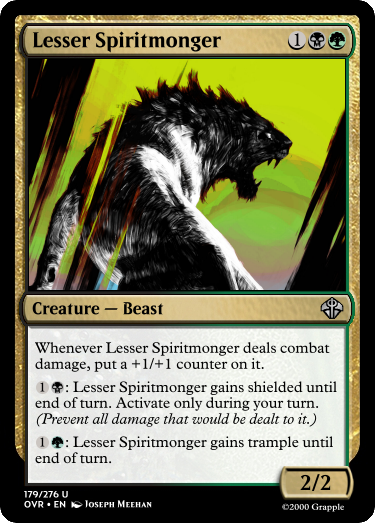 Lesser Spiritmonger 1
Creature — Beast
Whenever Lesser Spiritmonger deals combat
damage, put a +1/+1 counter on it.
1 : Lesser Spiritmonger gains shielded until
end of turn. Activate only during your turn.
(Prevent all damage that would be dealt to it.)
1 : Lesser Spiritmonger gains trample until
end of turn.
2/2
179/276 U
OVR • EN Joseph Meehan
©2000 Grapple